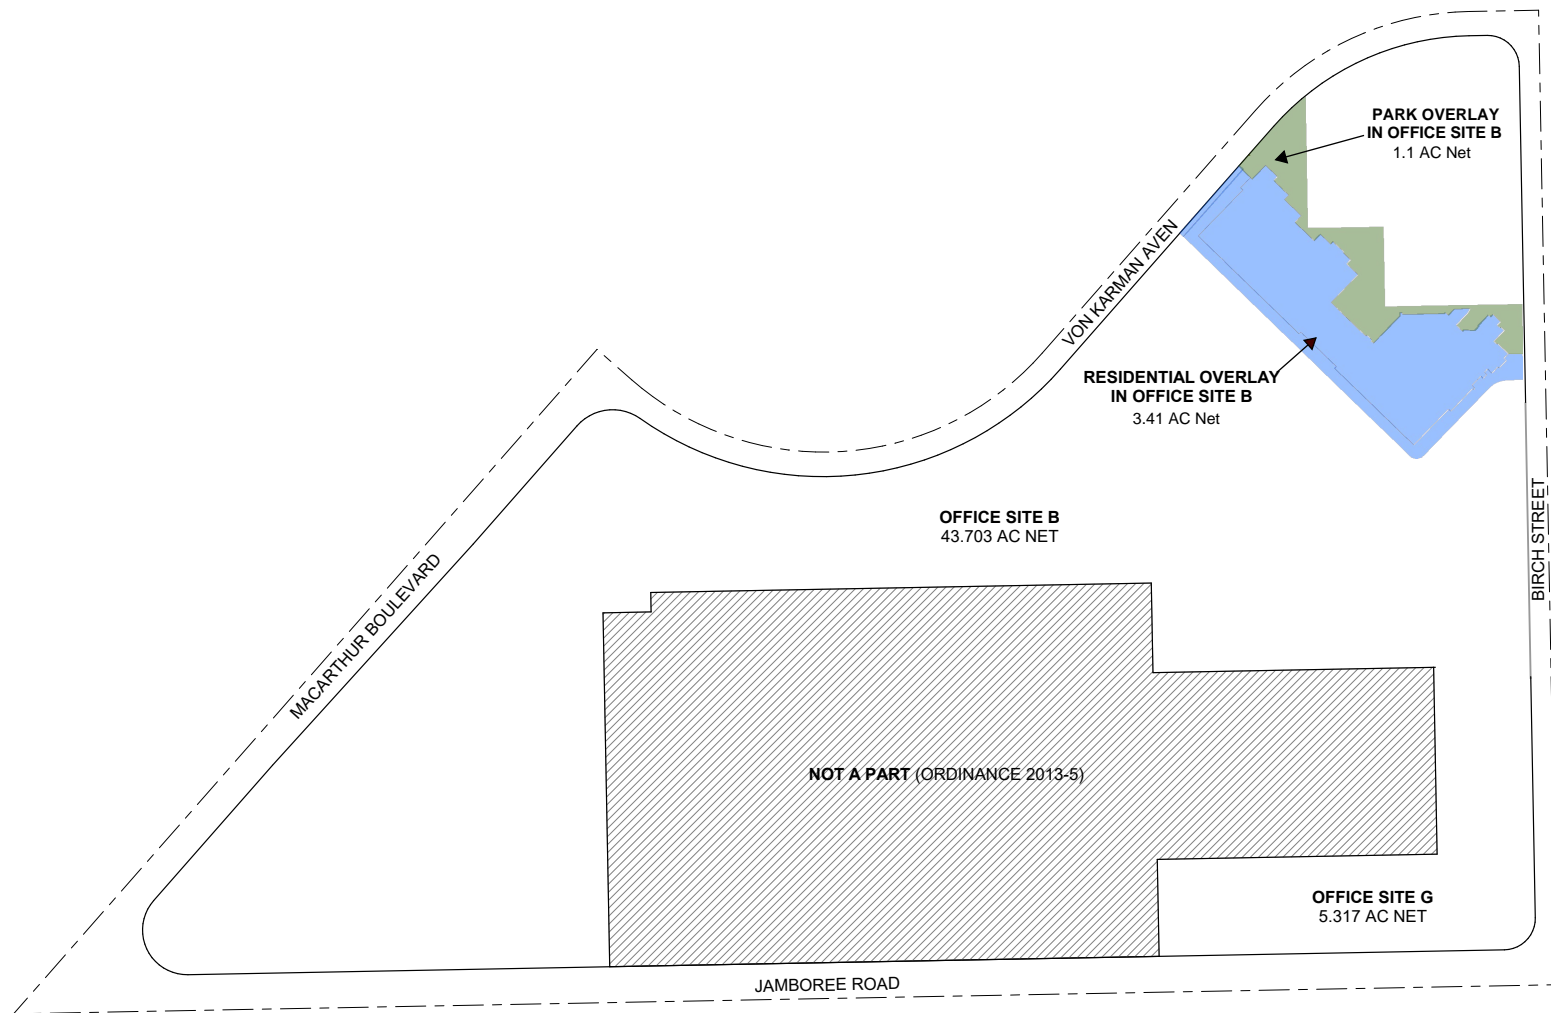 PARK OVERLAY
IN OFFICE SITE B
1.1 AC Net
VON KARMAN AVEN
RESIDENTIAL OVERLAY
IN OFFICE SITE B
3.41 AC Net
OFFICE SITE B
43.703 AC NET
BIRCH STREET
MACARTHUR BOULEVARD
NOT A PART (ORDINANCE 2013-5)
OFFICE SITE G
5.317 AC NET
JAMBOREE ROAD